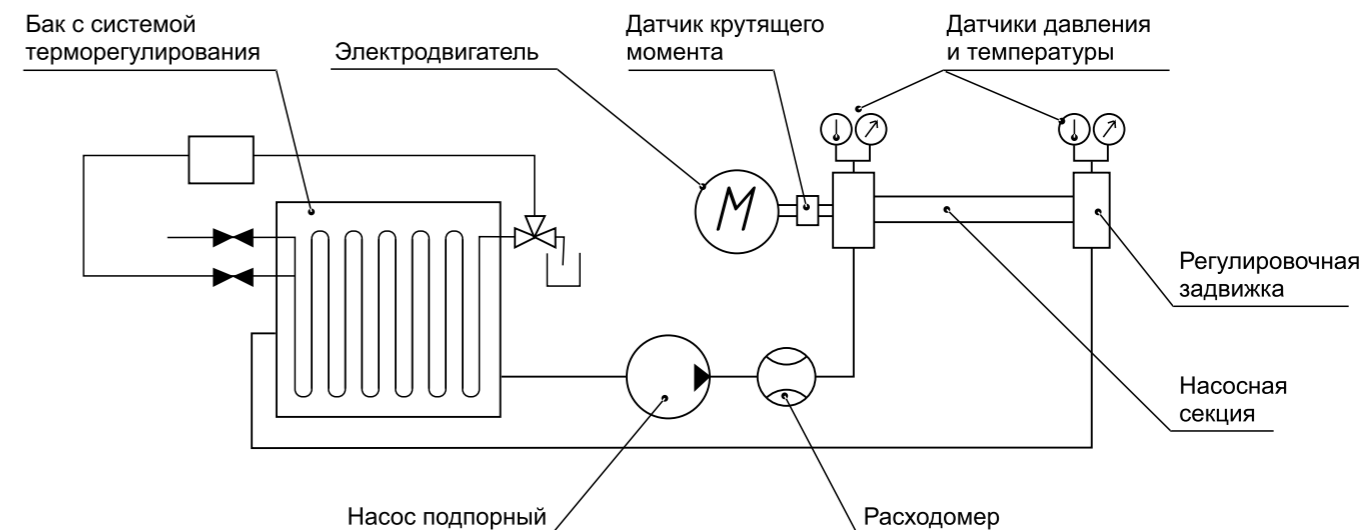 Бак с системой
терморегулирования
Электродвигатель
Датчик крутящего
момента
Датчики давления
и температуры
М
Регулировочная
задвижка
Насосная
секция
Насос подпорный
Расходомер